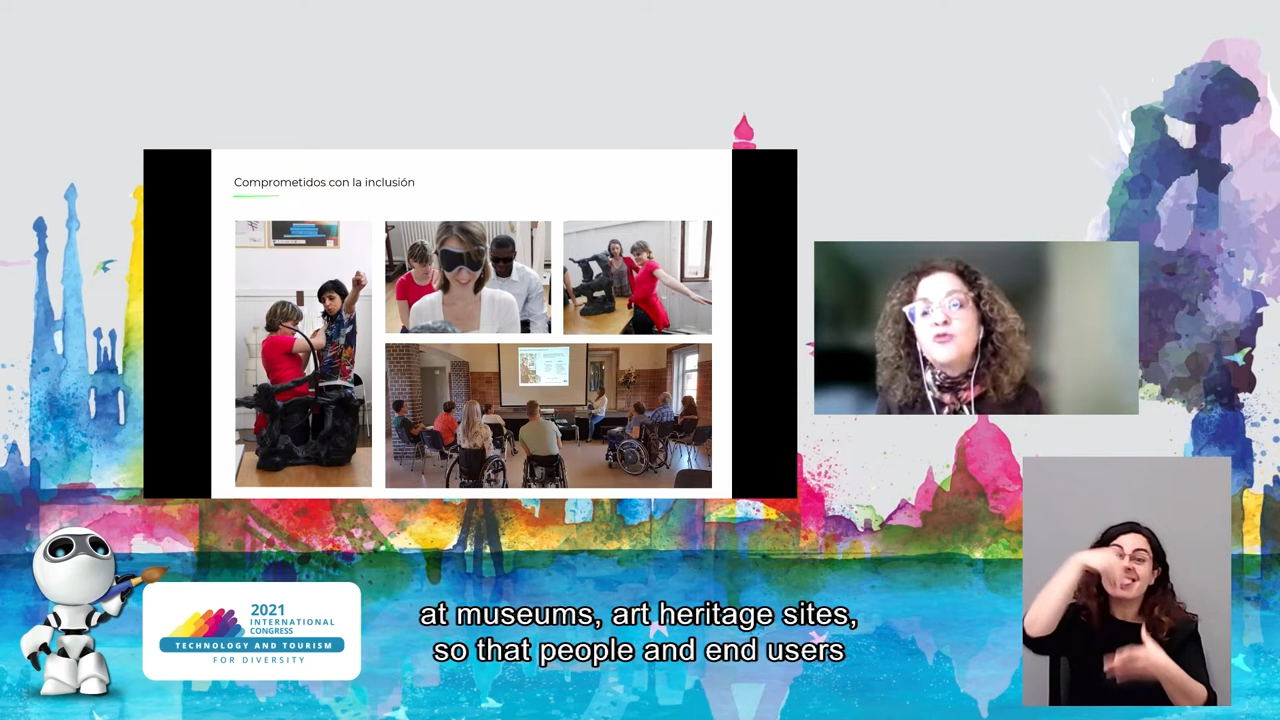 Comprometidos con la inclusión
2021
INTERNATIONAL
CONGRESS
TECHNOLOGY AND TOURISM
FOR DIVERSITY
at museums, art heritage sites,
so that people and end users